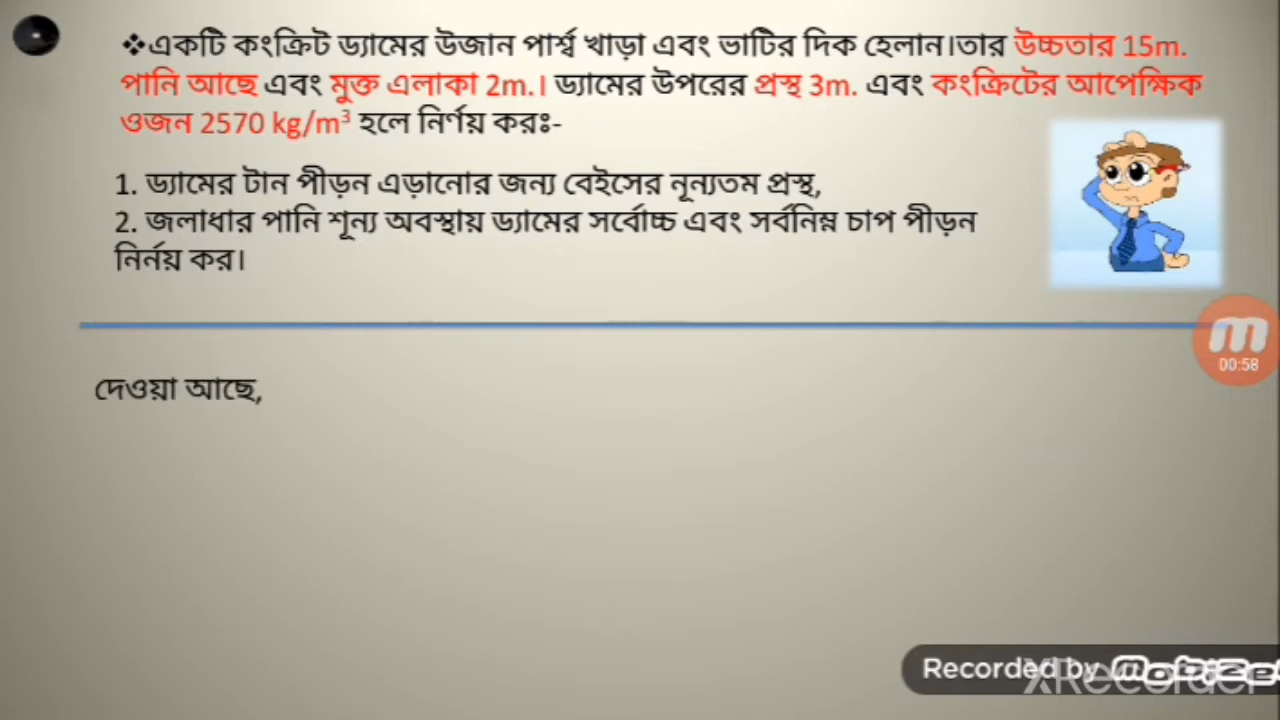 ❖একটি কংক্রিট ড্যামের উজান পার্শ্ব খাড়া এবং ভাটির দিক হেলান।তার উচ্চতার 15m.
পানি আছে এবং মুক্ত এলাকা 2m.। ড্যামের উপরের প্রস্থ 3m. এবং কংক্রিটের আপেক্ষিক
ওজন 2570 kg/m³ হলে নির্ণয় করঃ-
1. ড্যামের টান পীড়ন এড়ানোর জন্য বেইসের নূন্যতম প্রস্থ,
2. জলাধার পানি শূন্য অবস্থায় ড্যামের সর্বোচ্চ এবং সর্বনিম্ন চাপ পীড়ন
নির্নয় কর।
00:58
দেওয়া আছে,
Recorded by
XRecorder